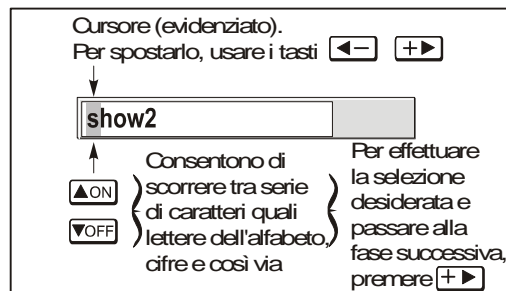 Cursore (evidenziato).
Per spostarlo, usare i tasti ◄− +►
show2
▲ON
▼OFF
Consentono di
scorrere tra serie
di caratteri quali
lettere dell'alfabeto,
cifre e così via
Per effettuare
la selezione
desiderata e
passare alla
fase successiva,
premere +►